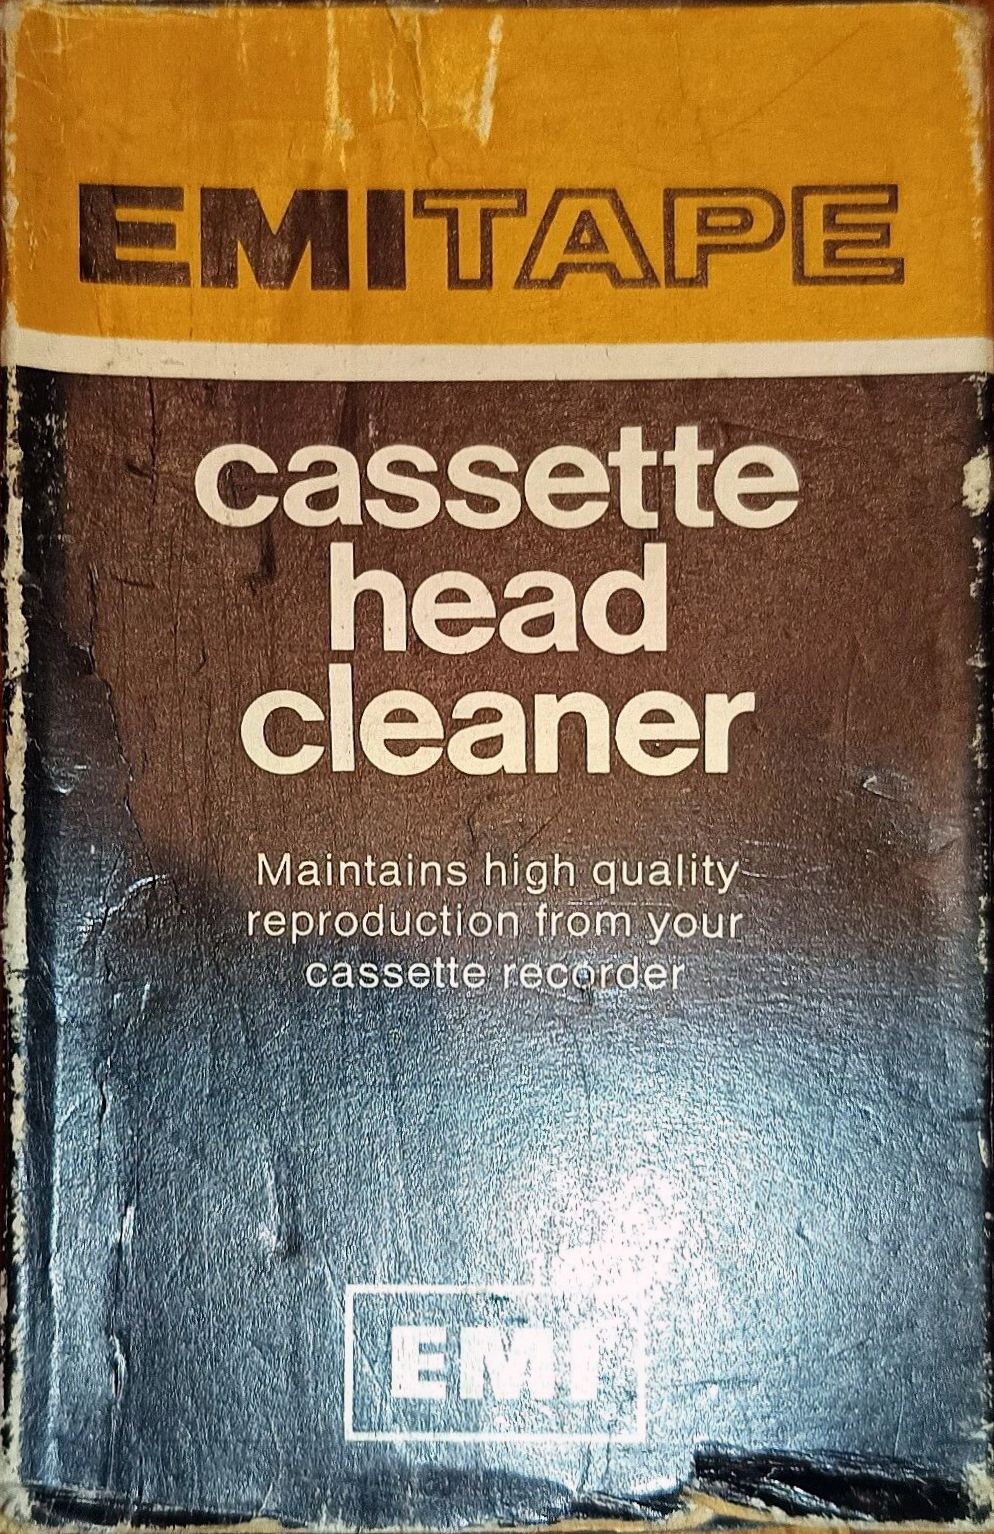 EMITAPE
cassette
head
cleaner
Maintains high quality
reproduction from your
cassette recorder
EMI